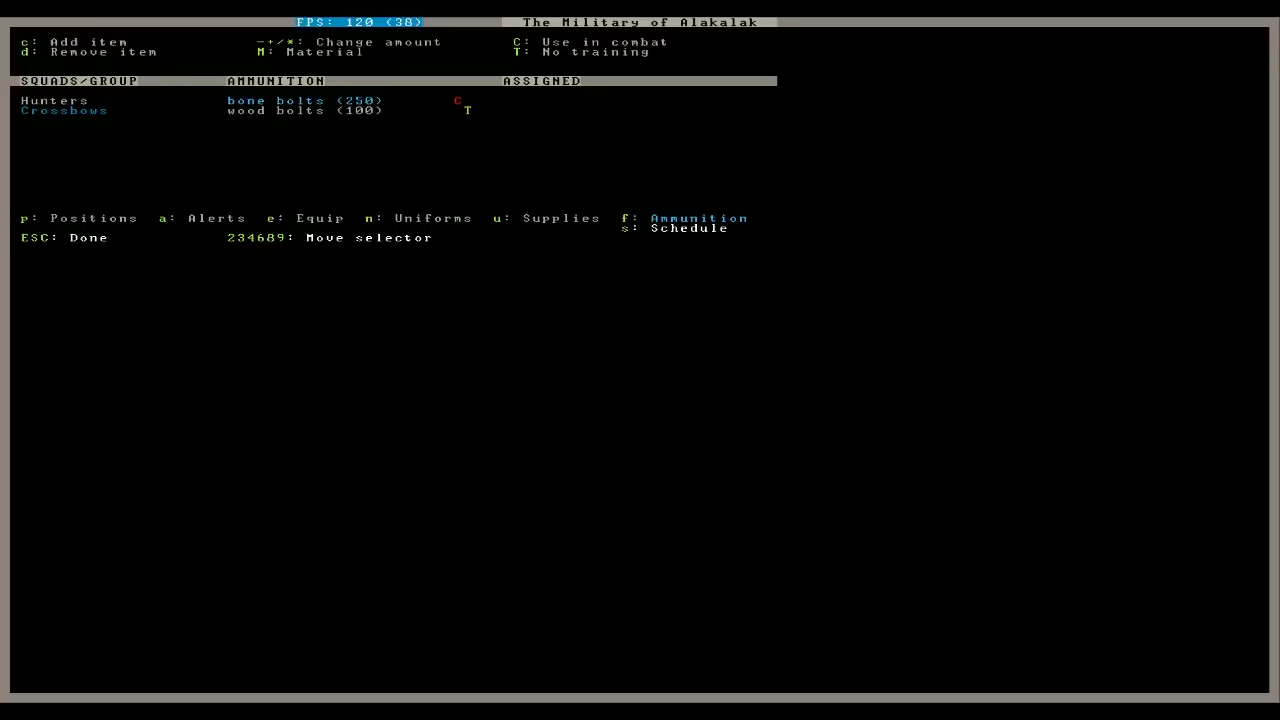 FPS: 120 (38) The Military of Alakalak
c: Add item -+/*: Change amount C: Use in combat
d: Remove item M: Material T: No training
SQUADS/GROUP AMMUNITION ASSIGNED
Hunters bone bolts (250) C
Crossbows wood bolts (100) T
p: Positions a: Alerts e: Equip n: Uniforms u: Supplies f: Ammunition
s: Schedule
ESC: Done 234689: Move selector